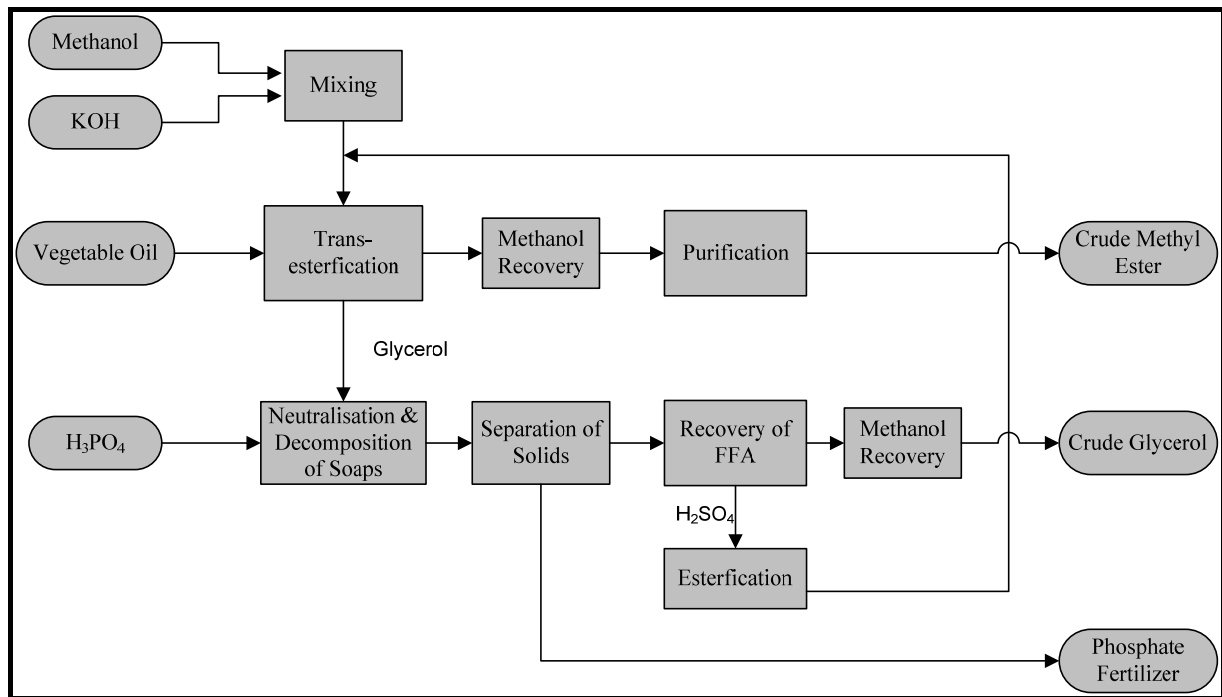 Methanol
Mixing
KOH
Vegetable Oil
Trans-
esterfication
Methanol
Recovery
Purification
Crude Methyl
Ester
Glycerol
H₃PO₄
Neutralisation &
Decomposition
of Soaps
Separation of
Solids
Recovery of
FFA
Methanol
Recovery
Crude Glycerol
H₂SO₄
Esterfication
Phosphate
Fertilizer